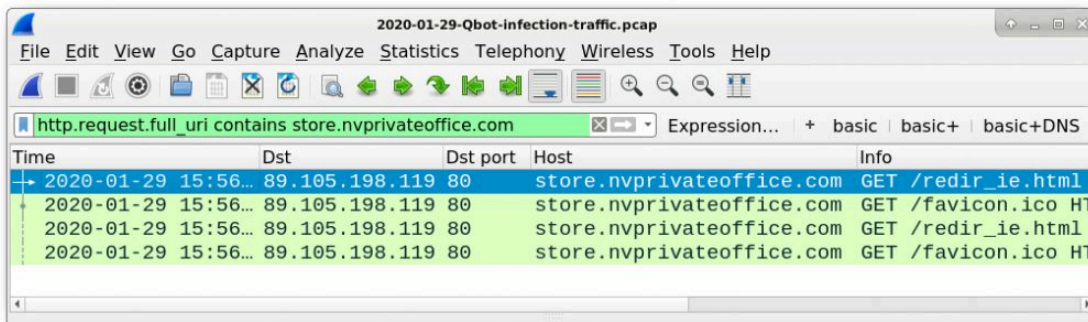 2020-01-29-Qbot-infection-traffic.pcap
File Edit View Go Capture Analyze Statistics Telephony Wireless Tools Help
http.request.full_uri contains store.nvprivateoffice.com Expression... + basic basic+ basic+DNS
Time Dst Dst port Host Info
2020-01-29 15:56… 89.105.198.119 80 store.nvprivateoffice.com GET /redir_ie.html
2020-01-29 15:56… 89.105.198.119 80 store.nvprivateoffice.com GET /favicon.ico HT
2020-01-29 15:56… 89.105.198.119 80 store.nvprivateoffice.com GET /redir_ie.html
2020-01-29 15:56… 89.105.198.119 80 store.nvprivateoffice.com GET /favicon.ico HT